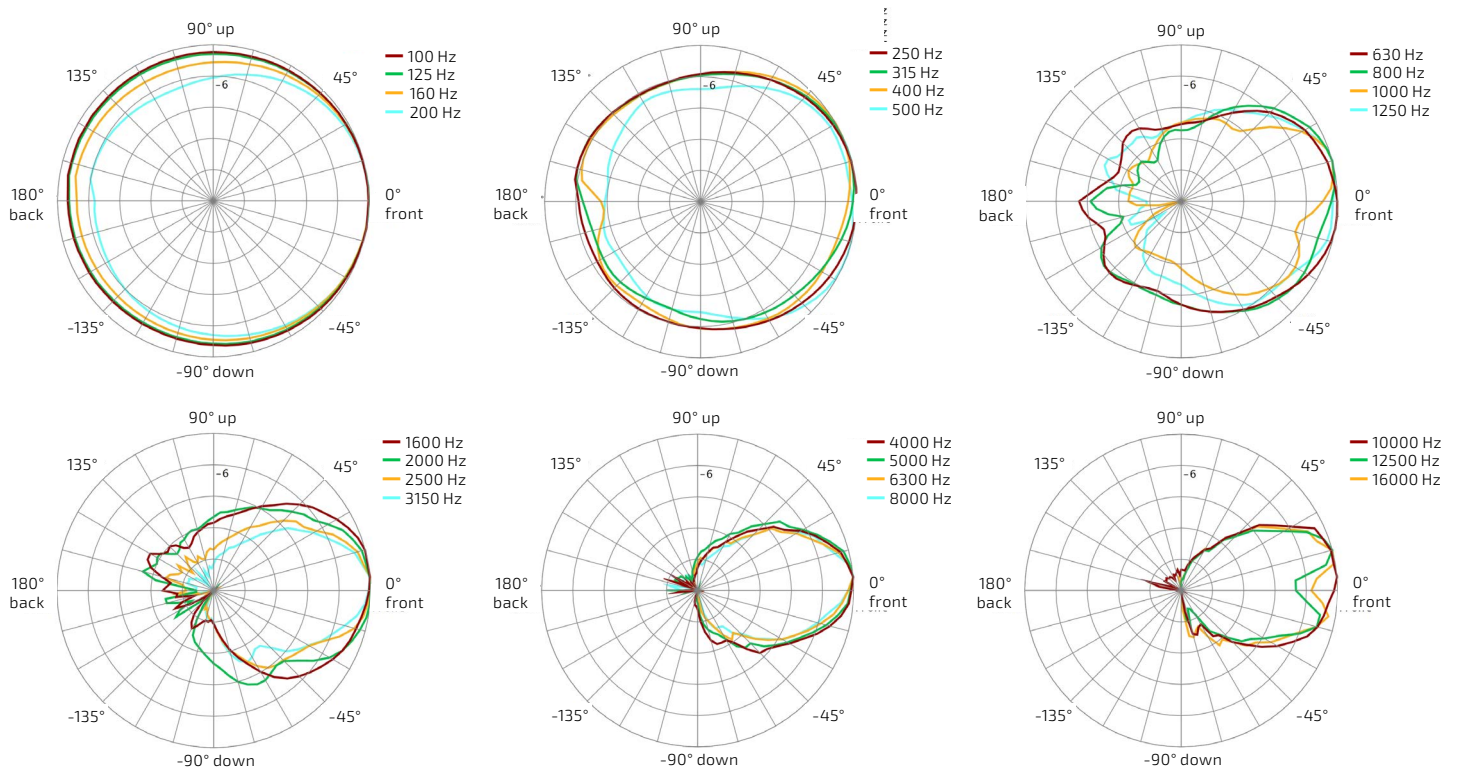 90° up
135°
45°
-6
100 Hz
125 Hz
160 Hz
200 Hz
180°
back
0°
front
-135°
-45°
-90° down
90° up
135°
45°
-6
250 Hz
315 Hz
400 Hz
500 Hz
180°
back
0°
front
-135°
-45°
-90° down
90° up
135°
45°
-6
630 Hz
800 Hz
1000 Hz
1250 Hz
180°
back
0°
front
-135°
-45°
-90° down
90° up
135°
45°
-6
1600 Hz
2000 Hz
2500 Hz
3150 Hz
180°
back
0°
front
-135°
-45°
-90° down
90° up
135°
45°
-6
4000 Hz
5000 Hz
6300 Hz
8000 Hz
180°
back
0°
front
-135°
-45°
-90° down
90° up
135°
45°
-6
10000 Hz
12500 Hz
16000 Hz
180°
back
0°
front
-135°
-45°
-90° down